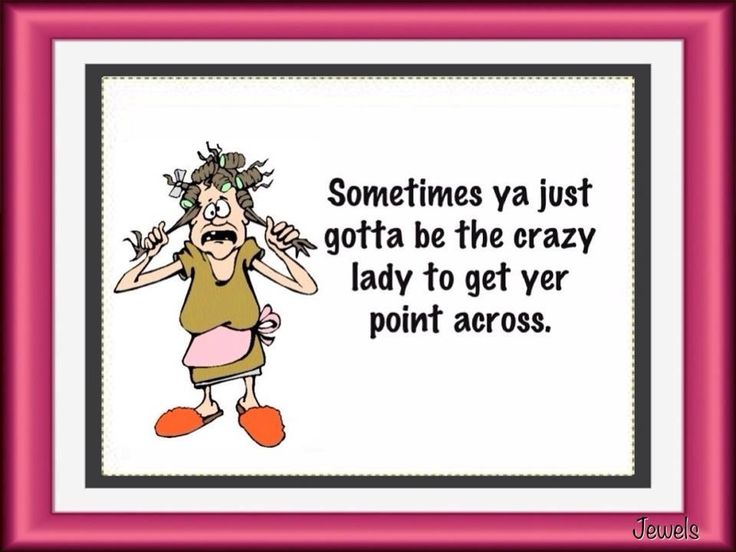 Sometimes ya just
gotta be the crazy
lady to get yer
point across.
Jewels